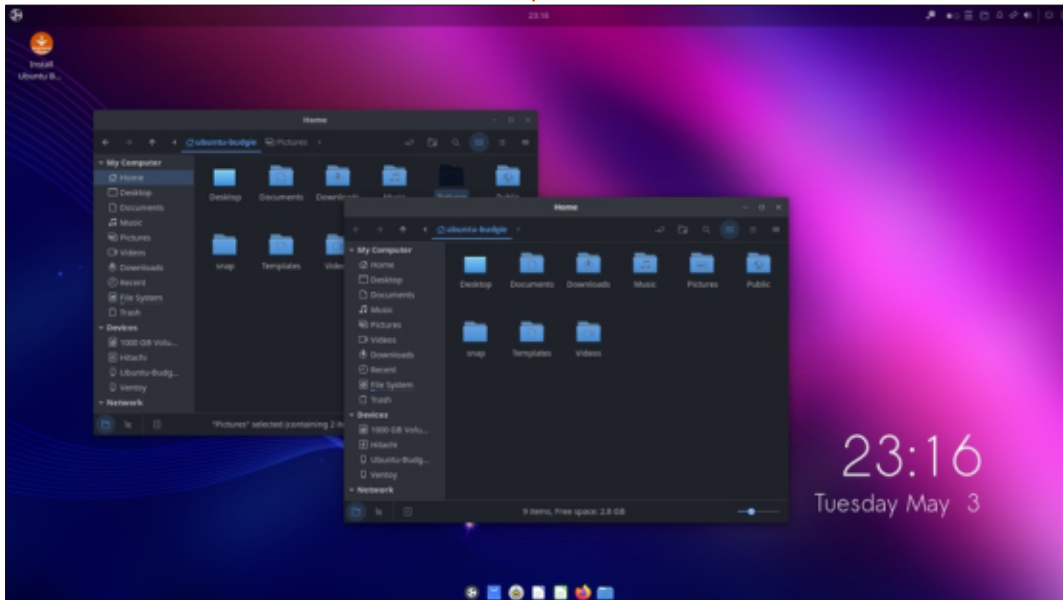 23:16
Install
Ubuntu B...
Home
ubuntu-budgie
Pictures
My Computer
Home
Desktop
Documents
Music
Pictures
Videos
Downloads
Recent
File System
Trash
Devices
1000 GB Volu...
Hitachi
Ubuntu-Budg...
Ventoy
Network
Desktop
Documents
snap
Templates
"Pictures" selected (containing 2
Home
ubuntu-budgie
My Computer
Home
Desktop
Documents
Music
Pictures
Videos
Downloads
Recent
File System
Trash
Devices
1000 GB Volu...
Hitachi
Ubuntu-Budg...
Ventoy
Network
Desktop Documents Downloads Music Pictures Public
snap Templates Videos
9 items, Free space: 2.8 GB
23:16
Tuesday May 3